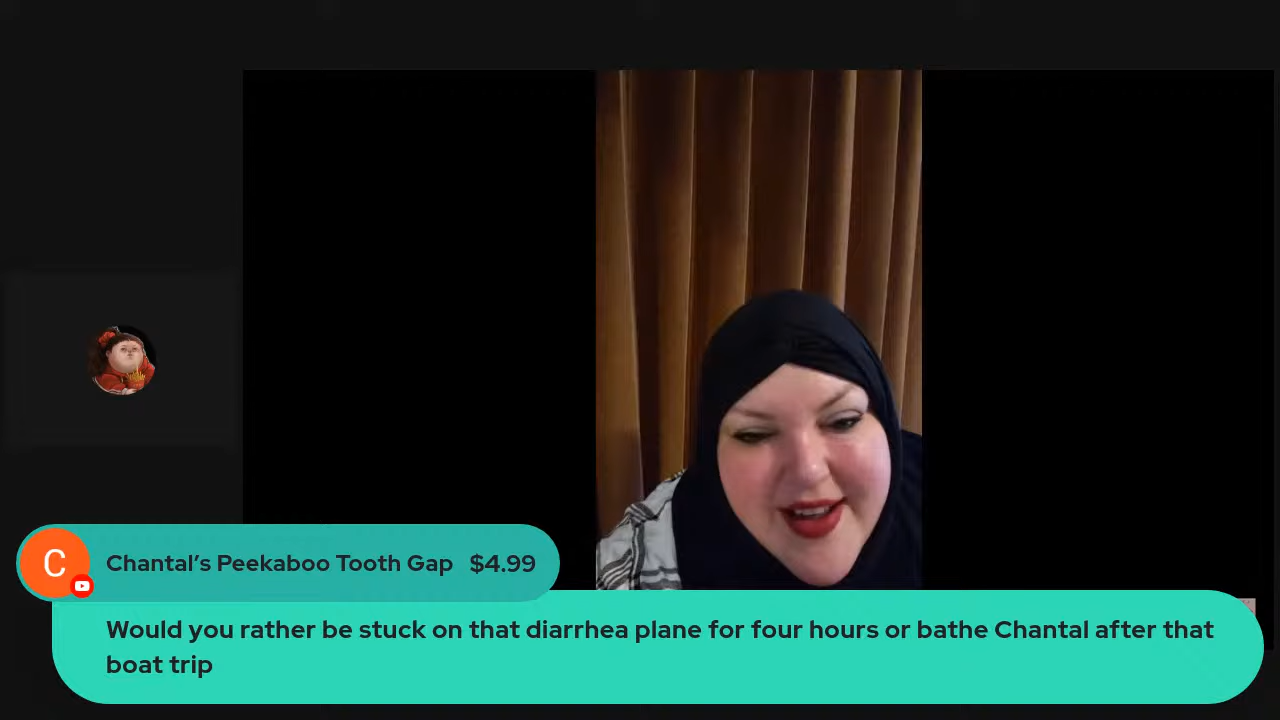 C
Chantal’s Peekaboo Tooth Gap $4.99
Would you rather be stuck on that diarrhea plane for four hours or bathe Chantal after that
boat trip